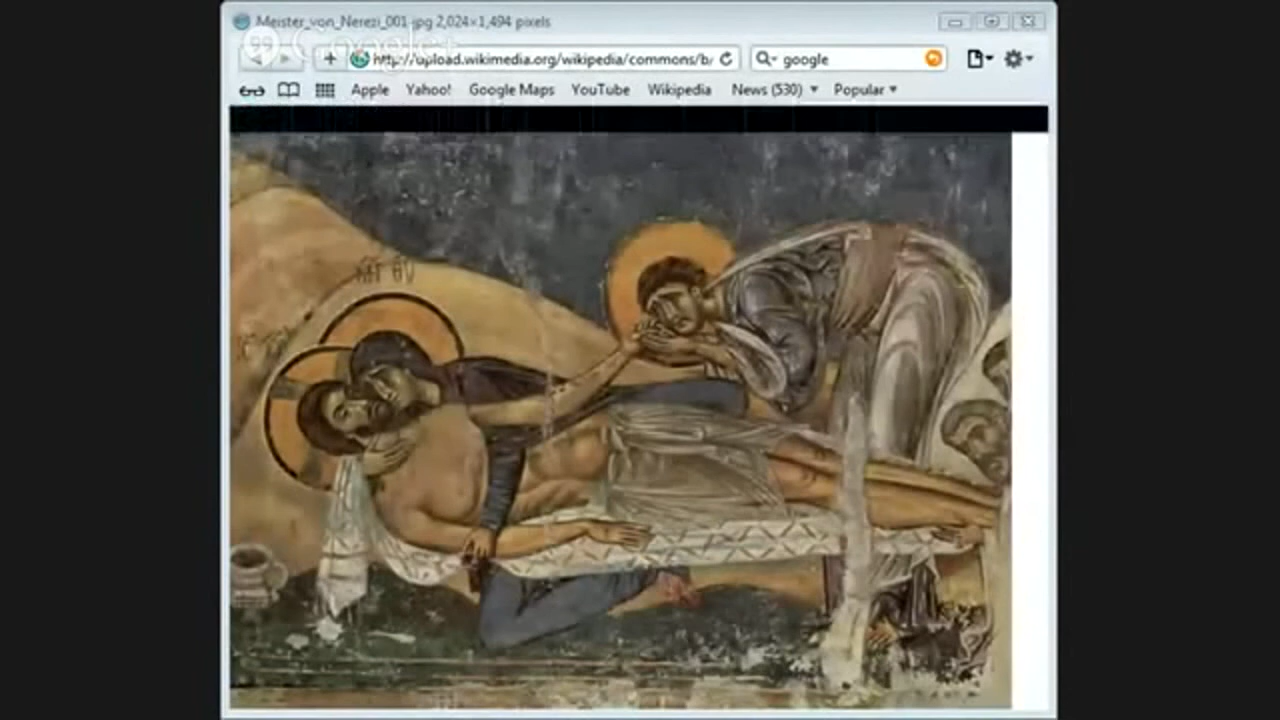 Meister_von_Nerezi_001.jpg 2,024×1,494 pixels
Google+
http://upload.wikimedia.org/wikipedia/commons/b/
google
Apple
Yahoo!
Google Maps
YouTube
Wikipedia
News (530)
Popular